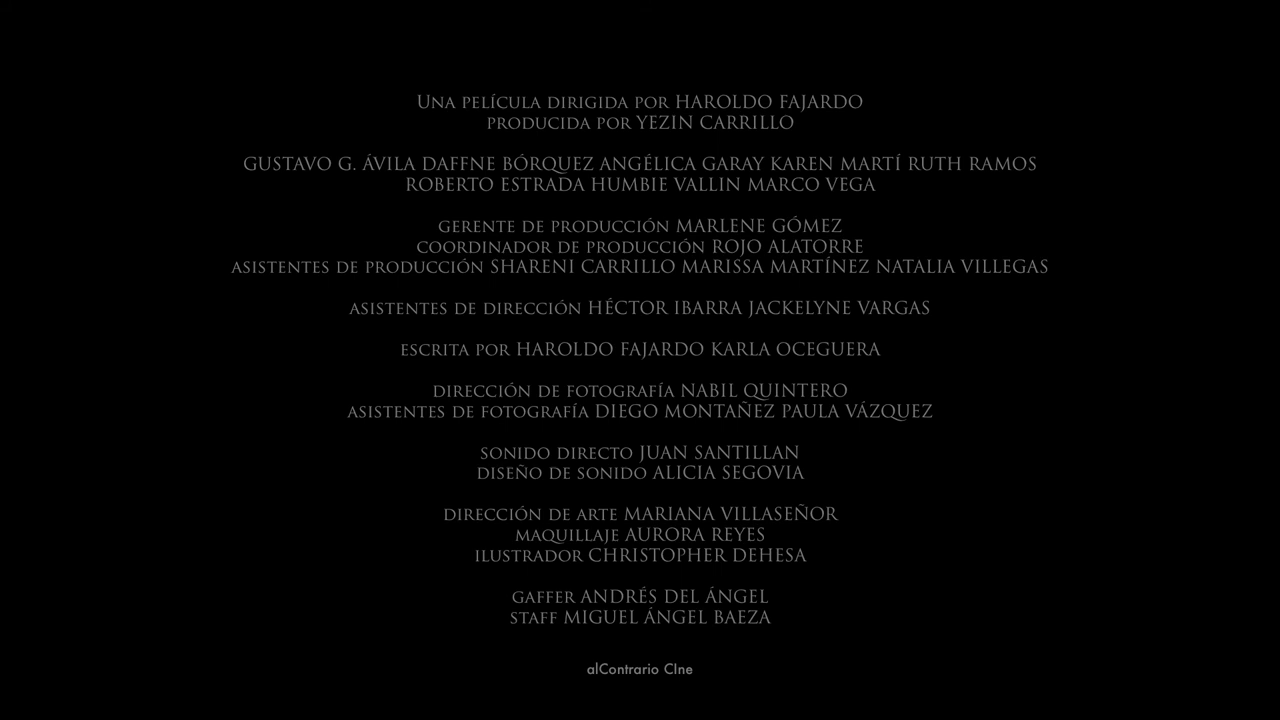 Una película dirigida por HAROLDO FAJARDO
producida por YEZIN CARRILLO
GUSTAVO G. ÁVILA DAFFNE BÓRQUEZ ANGÉLICA GARAY KAREN MARTÍ RUTH RAMOS
ROBERTO ESTRADA HUMBIE VALLIN MARCO VEGA
gerente de producción MARLENE GÓMEZ
coordinador de producción ROJO ALATORRE
asistentes de producción SHARENI CARRILLO MARISSA MARTÍNEZ NATALIA VILLEGAS
asistentes de dirección HÉCTOR IBARRA JACKELYNE VARGAS
escrita por HAROLDO FAJARDO KARLA OCEGUERA
dirección de fotografía NABIL QUINTERO
asistentes de fotografía DIEGO MONTAÑEZ PAULA VÁZQUEZ
sonido directo JUAN SANTILLAN
diseño de sonido ALICIA SEGOVIA
dirección de arte MARIANA VILLASEÑOR
maquillaje AURORA REYES
ilustrador CHRISTOPHER DEHESA
gaffer ANDRÉS DEL ÁNGEL
staff MIGUEL ÁNGEL BAEZA
alContrario CIne